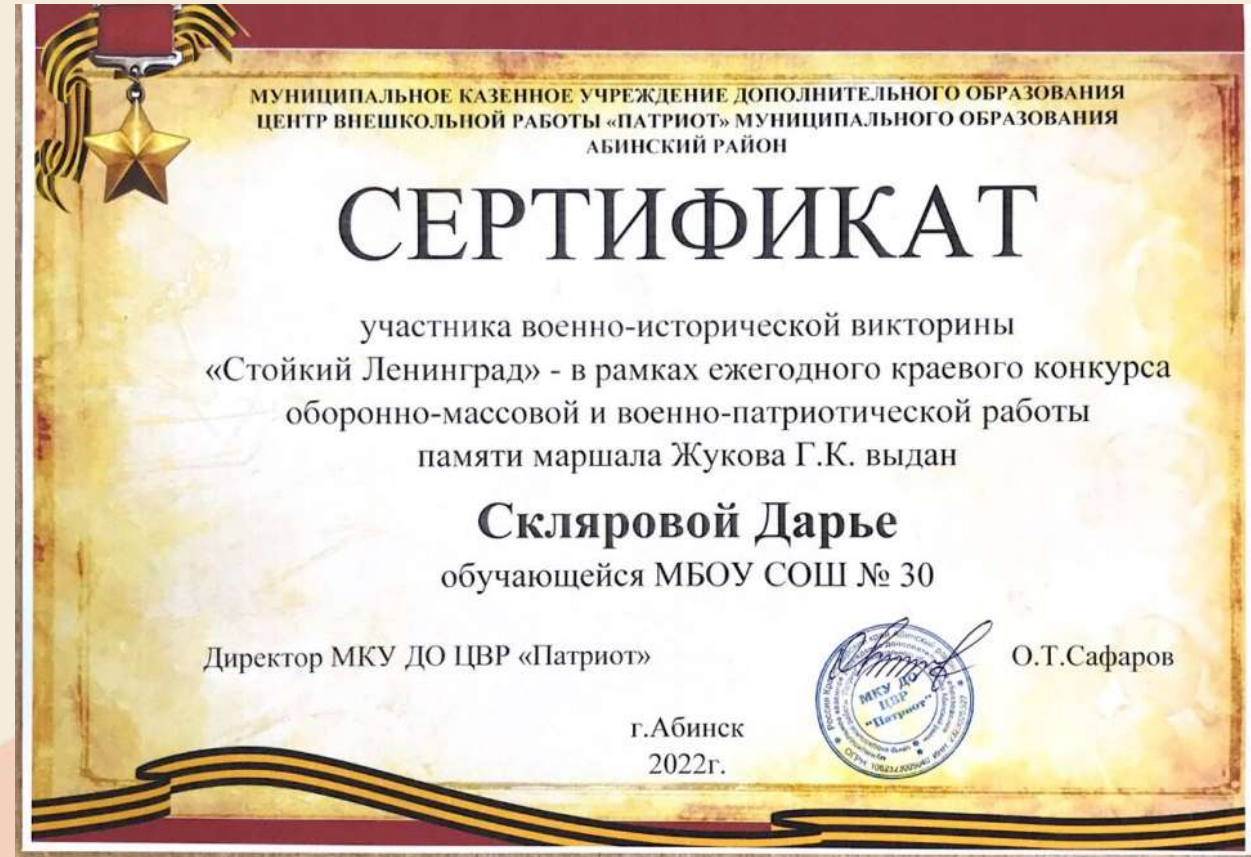 МУНИЦИПАЛЬНОЕ КАЗЕННОЕ УЧРЕЖДЕНИЕ ДОПОЛНИТЕЛЬНОГО ОБРАЗОВАНИЯ
ЦЕНТР ВНЕШКОЛЬНОЙ РАБОТЫ «ПАТРИОТ» МУНИЦИПАЛЬНОГО ОБРАЗОВАНИЯ
АБИНСКИЙ РАЙОН
СЕРТИФИКАТ
участника военно-исторической викторины
«Стойкий Ленинград» - в рамках ежегодного краевого конкурса
оборонно-массовой и военно-патриотической работы
памяти маршала Жукова Г.К. выдан
Скляровой Дарье
обучающейся МБОУ СОШ № 30
Директор МКУ ДО ЦВР «Патриот»
О.Т.Сафаров
МКУ ДО
ЦВР
"Патриот"
г.Абинск
2022г.